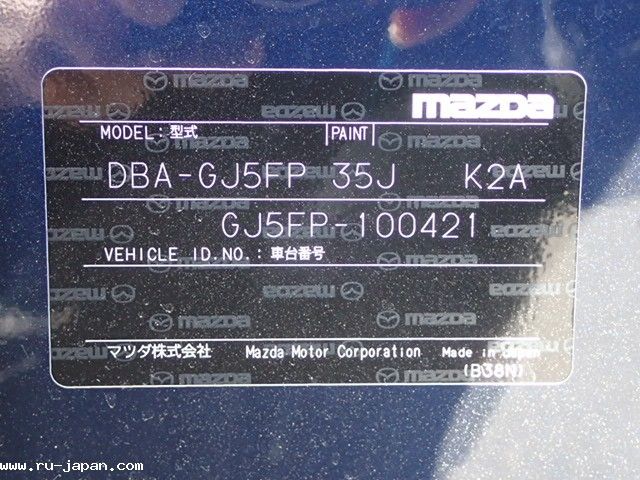 mazda
MODEL: 型式 PAINT
DBA-GJ5FP 35J K2A
GJ5FP-100421
VEHICLE I.D.NO.: 車台番号
マツダ株式会社 Mazda Motor Corporation Made in Japan
(B38N)
www.ru-japan.com